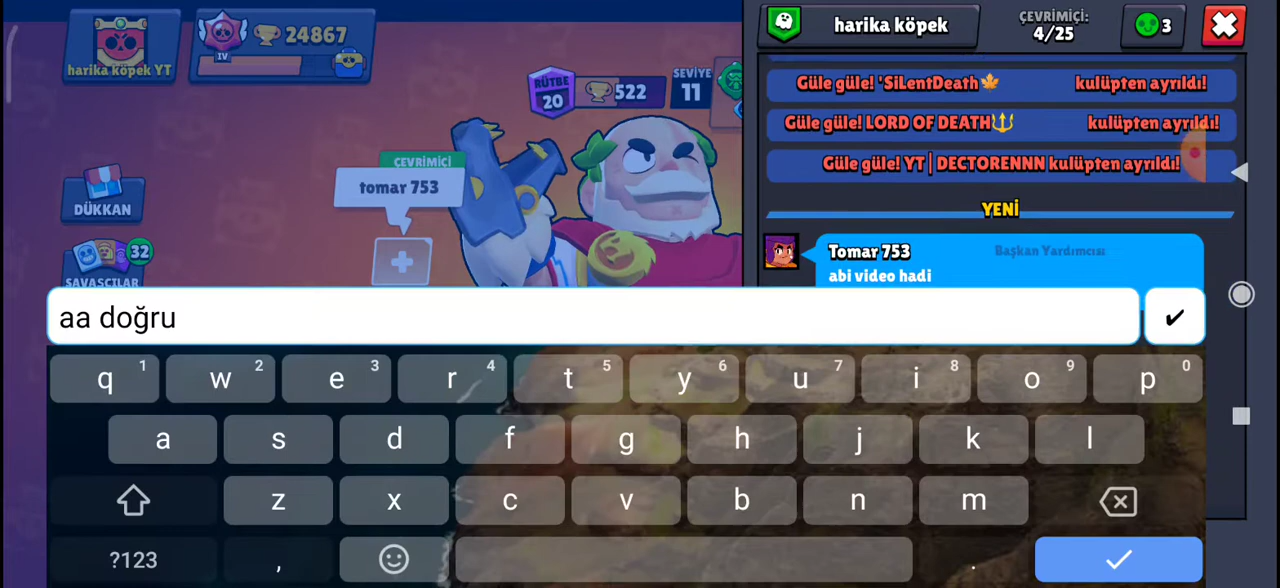 harika köpek YT
IV
24867
RÜTBE
20
522
SEVİYE
11
ÇEVRİMİÇİ
tomar 753
DÜKKAN
32
SAVAŞÇILAR
harika köpek
ÇEVRİMİÇİ:
4/25
3
Güle güle! 'SiLentDeath🍁 kulüpten ayrıldı!
Güle güle! LORD OF DEATH🔱 kulüpten ayrıldı!
Güle güle! YT | DECTORENNN kulüpten ayrıldı!
YENİ
Tomar 753 Başkan Yardımcısı
abi video hadi
aa doğru
q 1 w 2 e 3 r 4 t 5 y 6 u 7 i 8 o 9 p 0
a s d f g h j k l
z x c v b n m
?123 , .